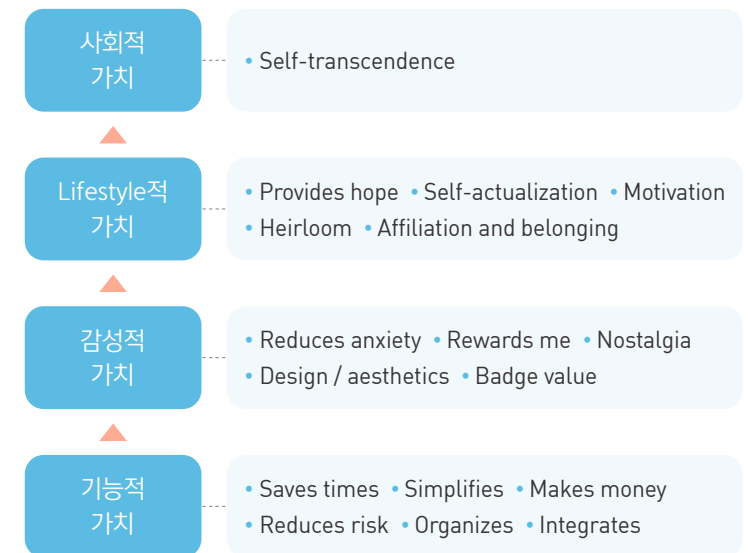 사회적
가치
• Self-transcendence
Lifestyle적
가치
• Provides hope • Self-actualization • Motivation
• Heirloom • Affiliation and belonging
감성적
가치
• Reduces anxiety • Rewards me • Nostalgia
• Design / aesthetics • Badge value
기능적
가치
• Saves times • Simplifies • Makes money
• Reduces risk • Organizes • Integrates